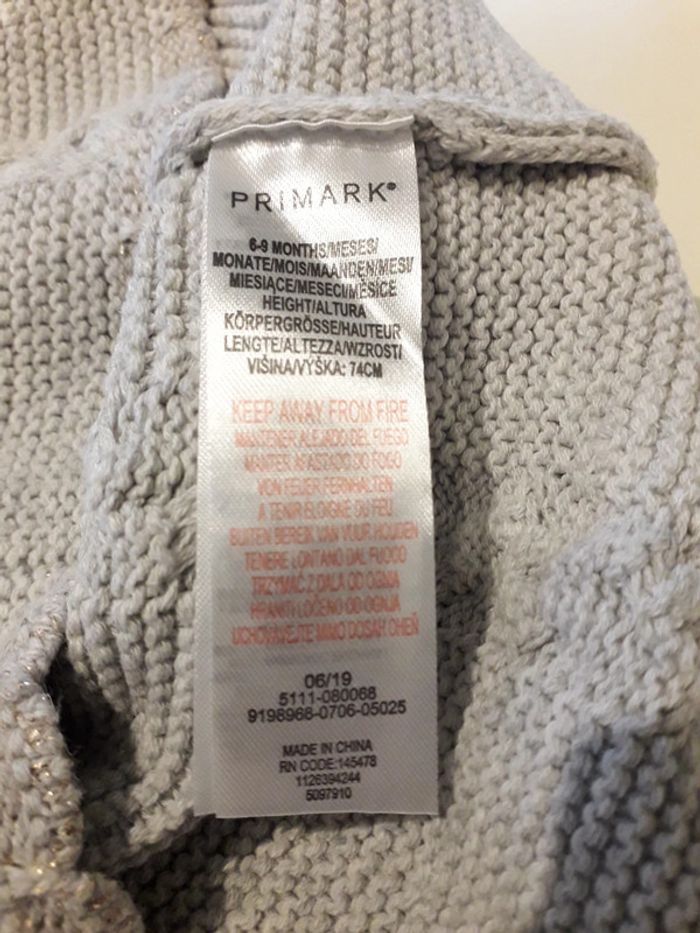 PRIMARK®
6-9 MONTHS/MESES/
MONATE/MOIS/MAANDEN/MESI/
MIESIĄCE/MESECI/MĚSÍCE
HEIGHT/ALTURA
KÖRPERGRÖSSE/HAUTEUR
LENGTE/ALTEZZA/WZROST/
VIŠINA/VÝŠKA: 74CM
KEEP AWAY FROM FIRE
MANTENER ALEJADO DEL FUEGO
MANTER AFASTADO DO FOGO
VON FEUER FERNHALTEN
A TENIR ÉLOIGNÉ DU FEU
BUITEN BEREIK VAN VUUR HOUDEN
TENERE LONTANO DAL FUOCO
TRZYMAĆ Z DALA OD OGNIA
HRANITI LOČENO OD OGNJA
UCHOVÁVEJTE MIMO DOSAH OHEŇ
06/19
5111-080068
9198968-0706-05025
MADE IN CHINA
RN CODE:145478
1126394244
5097910